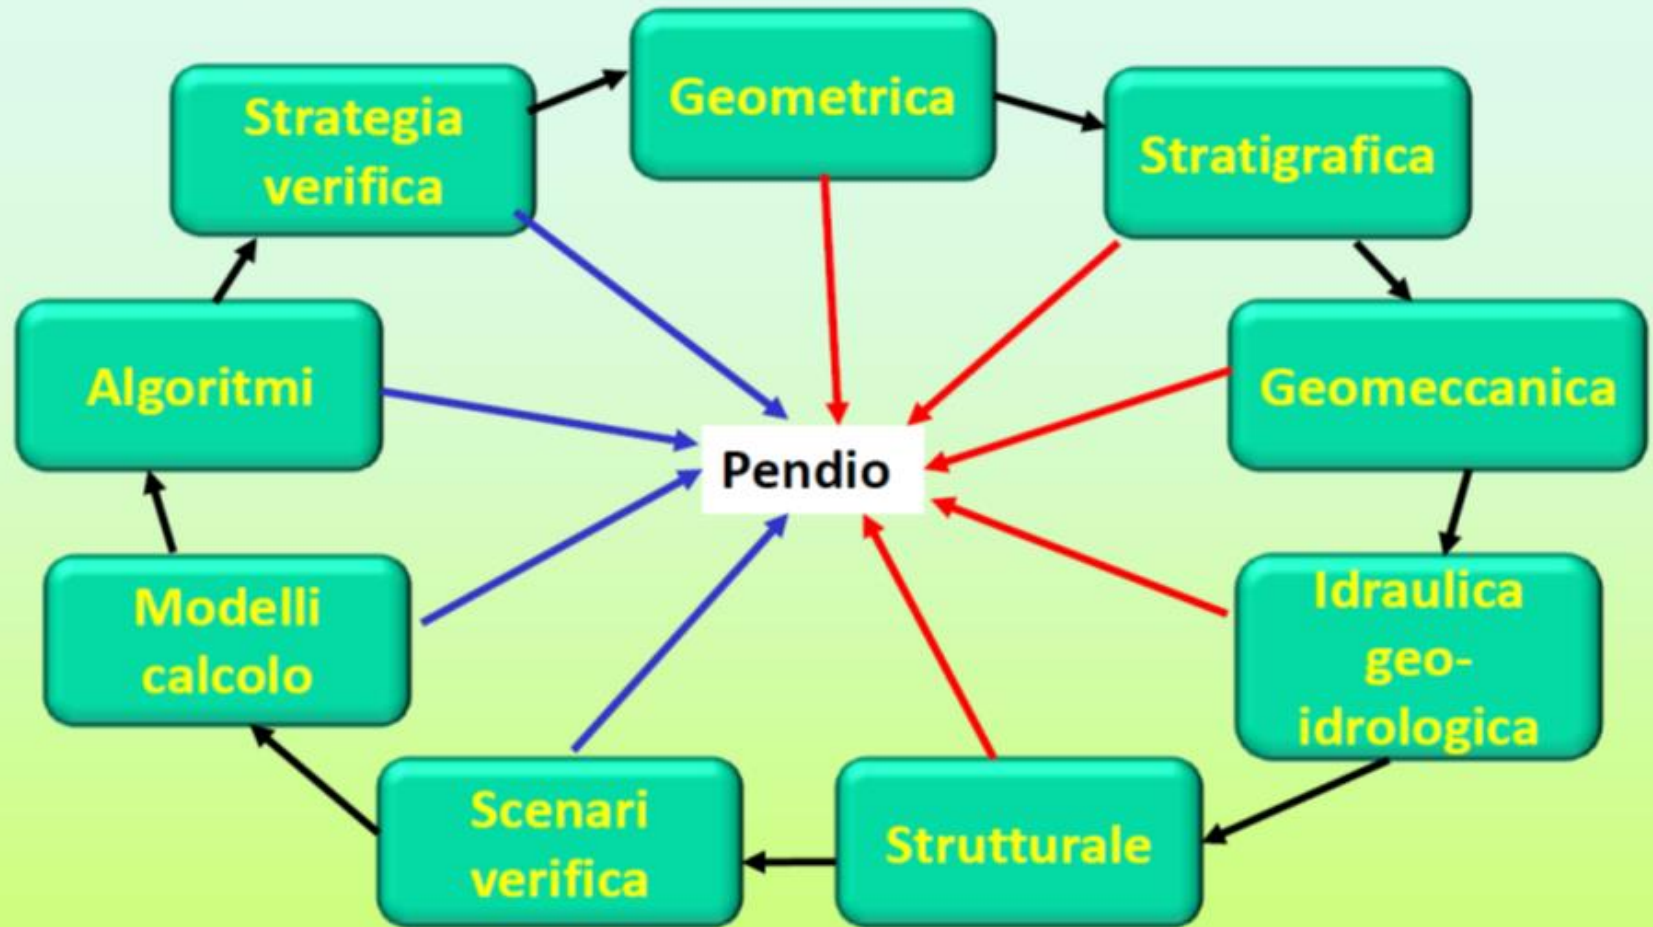 Geometrica
Strategia
verifica
Stratigrafica
Algoritmi
Geomeccanica
Pendio
Modelli
calcolo
Idraulica
geo-
idrologica
Scenari
verifica
Strutturale